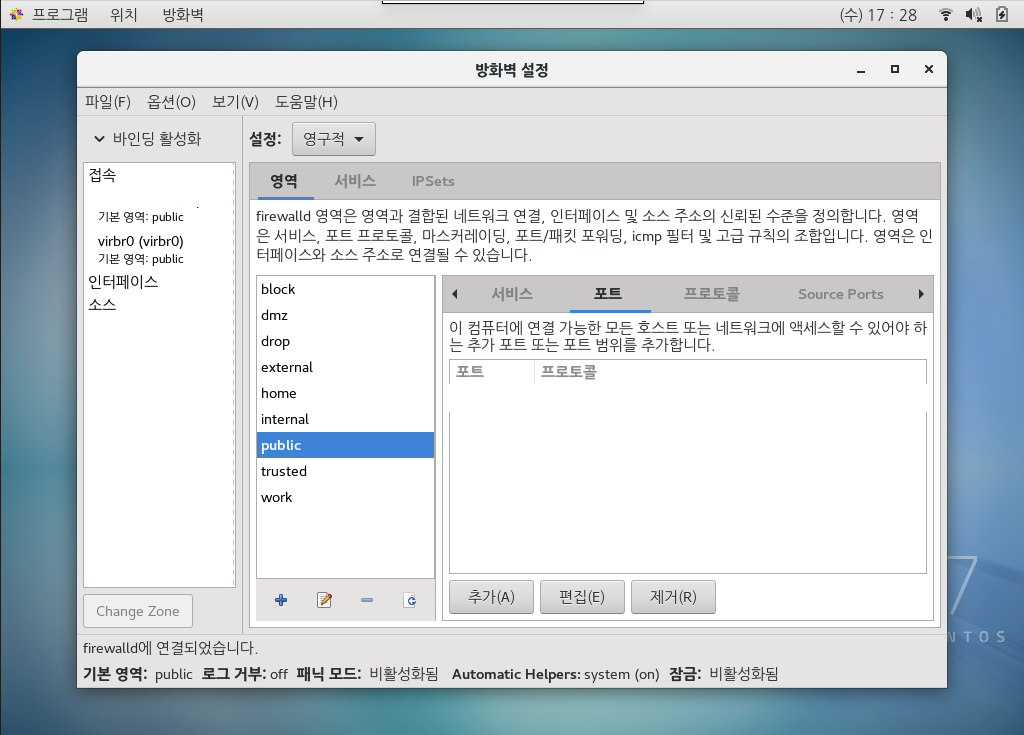 프로그램 위치 방화벽 (수) 17 : 28
방화벽 설정
파일(F) 옵션(O) 보기(V) 도움말(H)
바인딩 활성화
설정: 영구적
접속
기본 영역: public
virbr0 (virbr0)
기본 영역: public
인터페이스
소스
Change Zone
영역 서비스 IPSets
firewalld 영역은 영역과 결합된 네트워크 연결, 인터페이스 및 소스 주소의 신뢰된 수준을 정의합니다. 영역
은 서비스, 포트 프로토콜, 마스커레이딩, 포트/패킷 포워딩, icmp 필터 및 고급 규칙의 조합입니다. 영역은 인
터페이스와 소스 주소로 연결될 수 있습니다.
block
dmz
drop
external
home
internal
public
trusted
work
서비스 포트 프로토콜 Source Ports
이 컴퓨터에 연결 가능한 모든 호스트 또는 네트워크에 액세스할 수 있어야 하
는 추가 포트 또는 포트 범위를 추가합니다.
포트 프로토콜
추가(A) 편집(E) 제거(R)
7
NTOS
firewalld에 연결되었습니다.
기본 영역: public 로그 거부: off 패닉 모드: 비활성화됨 Automatic Helpers: system (on) 잠금: 비활성화됨